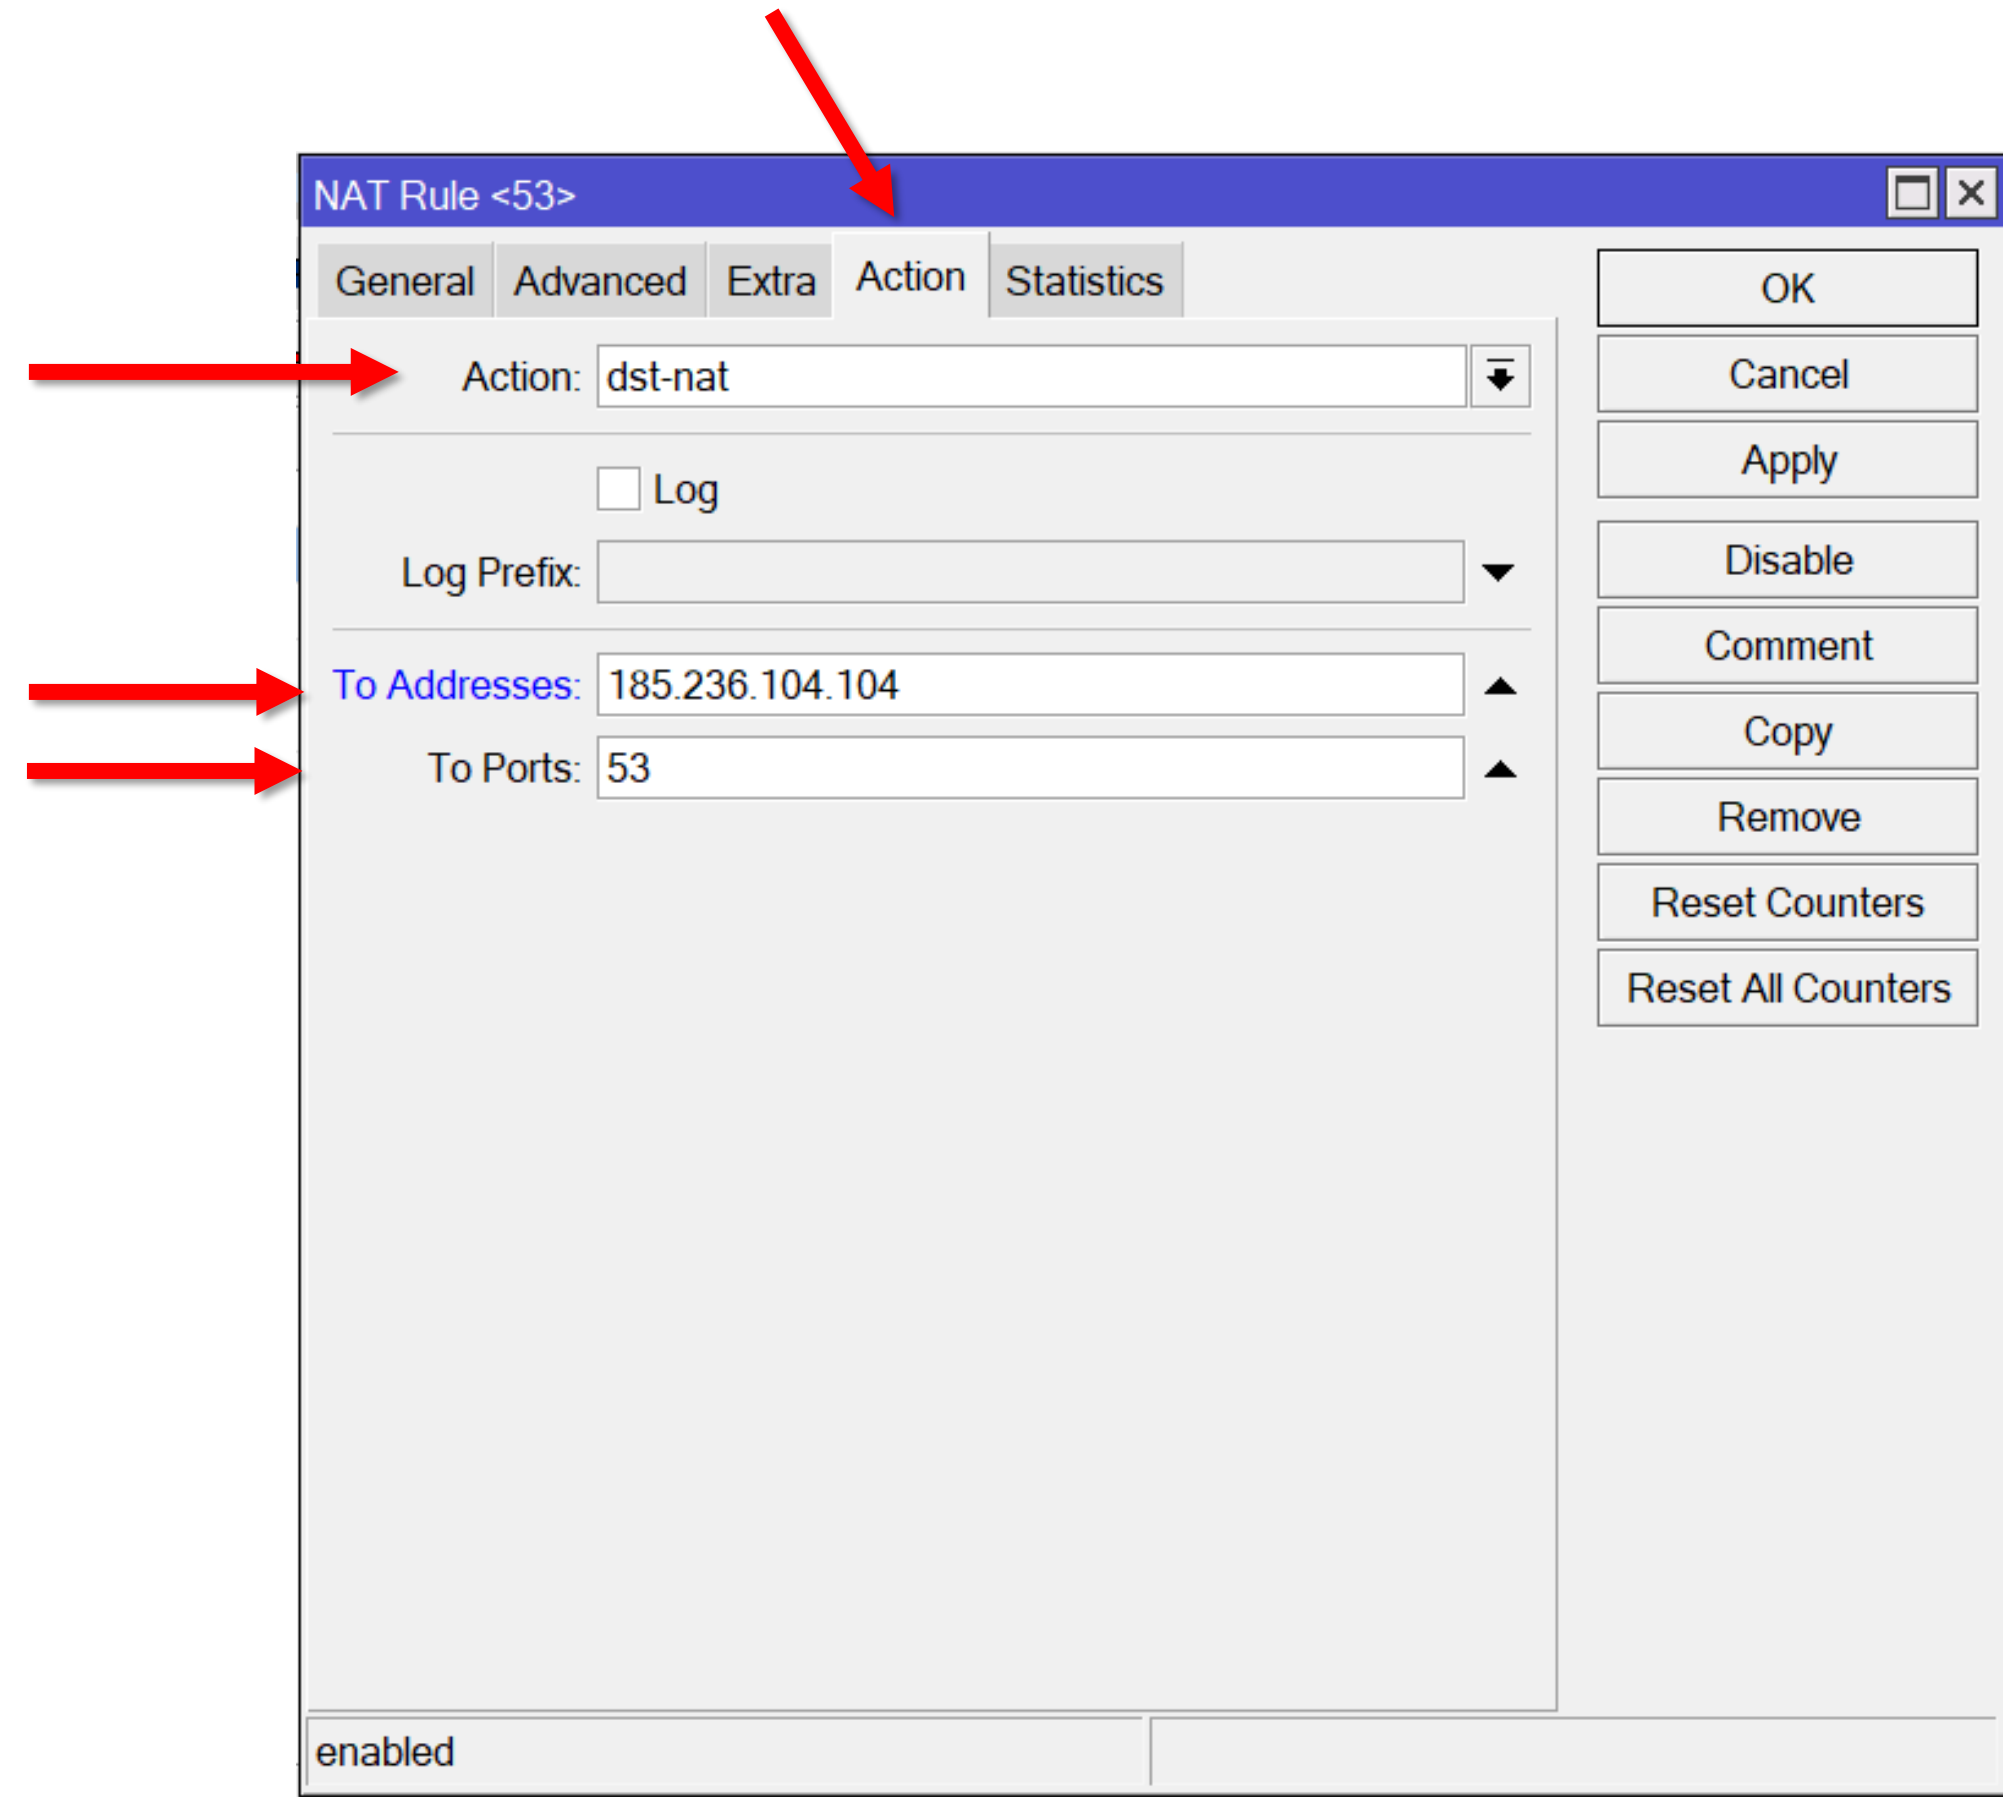 NAT Rule <53>
General Advanced Extra Action Statistics
Action: dst-nat
Log
Log Prefix:
To Addresses: 185.236.104.104
To Ports: 53
OK
Cancel
Apply
Disable
Comment
Copy
Remove
Reset Counters
Reset All Counters
enabled